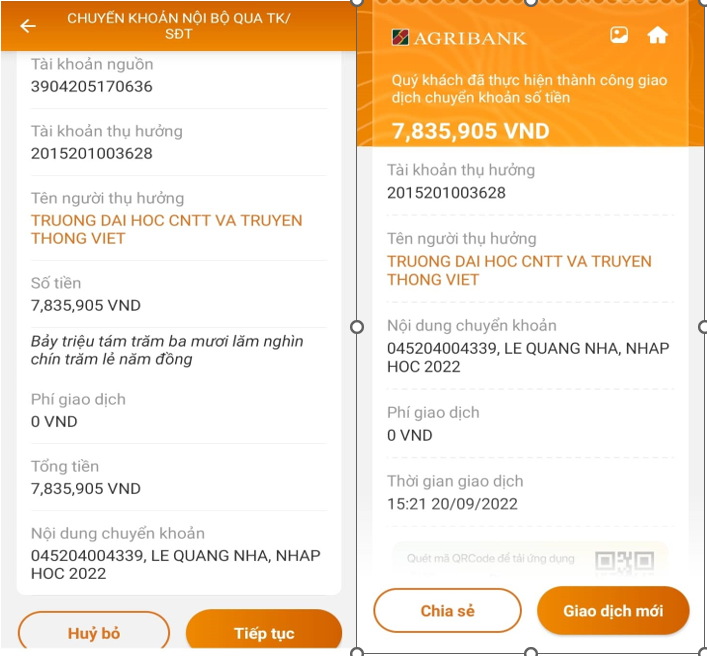 CHUYỂN KHOẢN NỘI BỘ QUA TK/
SĐT
Tài khoản nguồn
3904205170636
Tài khoản thụ hưởng
2015201003628
Tên người thụ hưởng
TRUONG DAI HOC CNTT VA TRUYEN
THONG VIET
Số tiền
7,835,905 VND
Bảy triệu tám trăm ba mươi lăm nghìn
chín trăm lẻ năm đồng
Phí giao dịch
0 VND
Tổng tiền
7,835,905 VND
Nội dung chuyển khoản
045204004339, LE QUANG NHA, NHAP
HOC 2022
Huỷ bỏ
Tiếp tục
AGRIBANK
Quý khách đã thực hiện thành công giao
dịch chuyển khoản số tiền
7,835,905 VND
Tài khoản thụ hưởng
2015201003628
Tên người thụ hưởng
TRUONG DAI HOC CNTT VA TRUYEN
THONG VIET
Nội dung chuyển khoản
045204004339, LE QUANG NHA, NHAP
HOC 2022
Phí giao dịch
0 VND
Thời gian giao dịch
15:21 20/09/2022
Quét mã QRCode để tải ứng dụng
Chia sẻ
Giao dịch mới